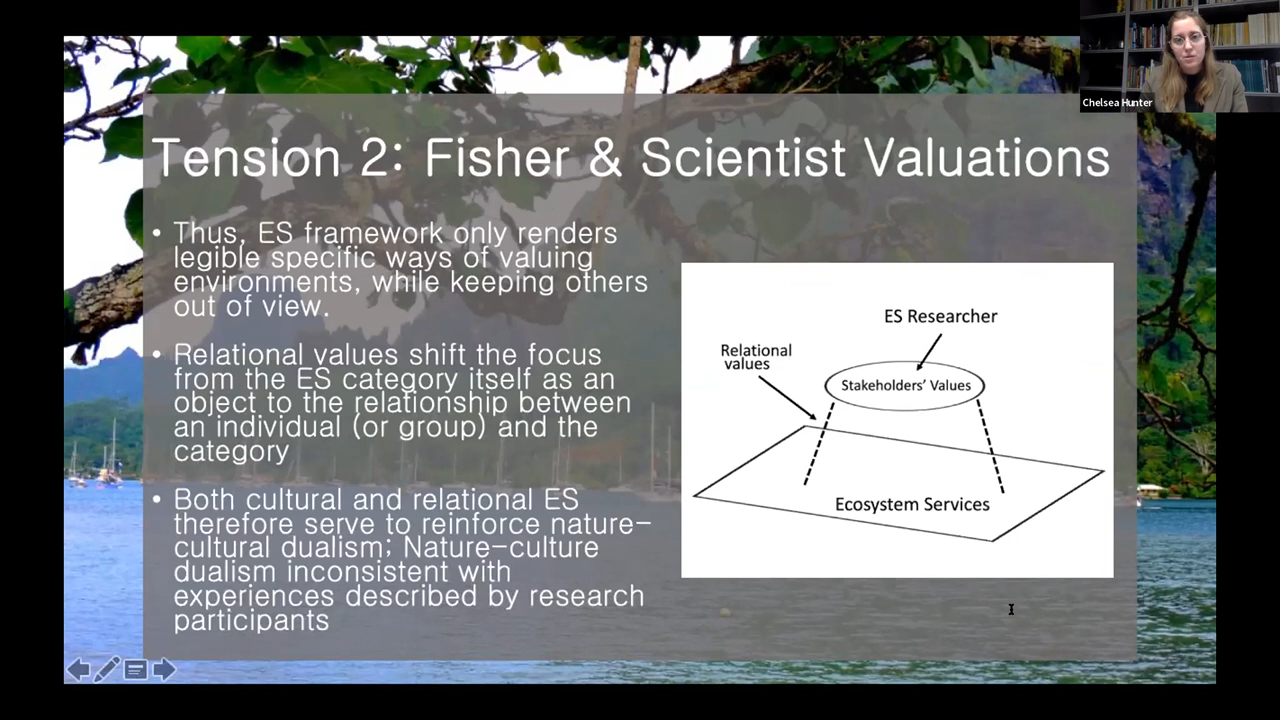 Chelsea Hunter
Tension 2: Fisher & Scientist Valuations
• Thus, ES framework only renders
legible specific ways of valuing
environments, while keeping others
out of view.
• Relational values shift the focus
from the ES category itself as an
object to the relationship between
an individual (or group) and the
category
• Both cultural and relational ES
therefore serve to reinforce nature-
cultural dualism; Nature-culture
dualism inconsistent with
experiences described by research
participants
ES Researcher
Relational
values
Stakeholders' Values
Ecosystem Services